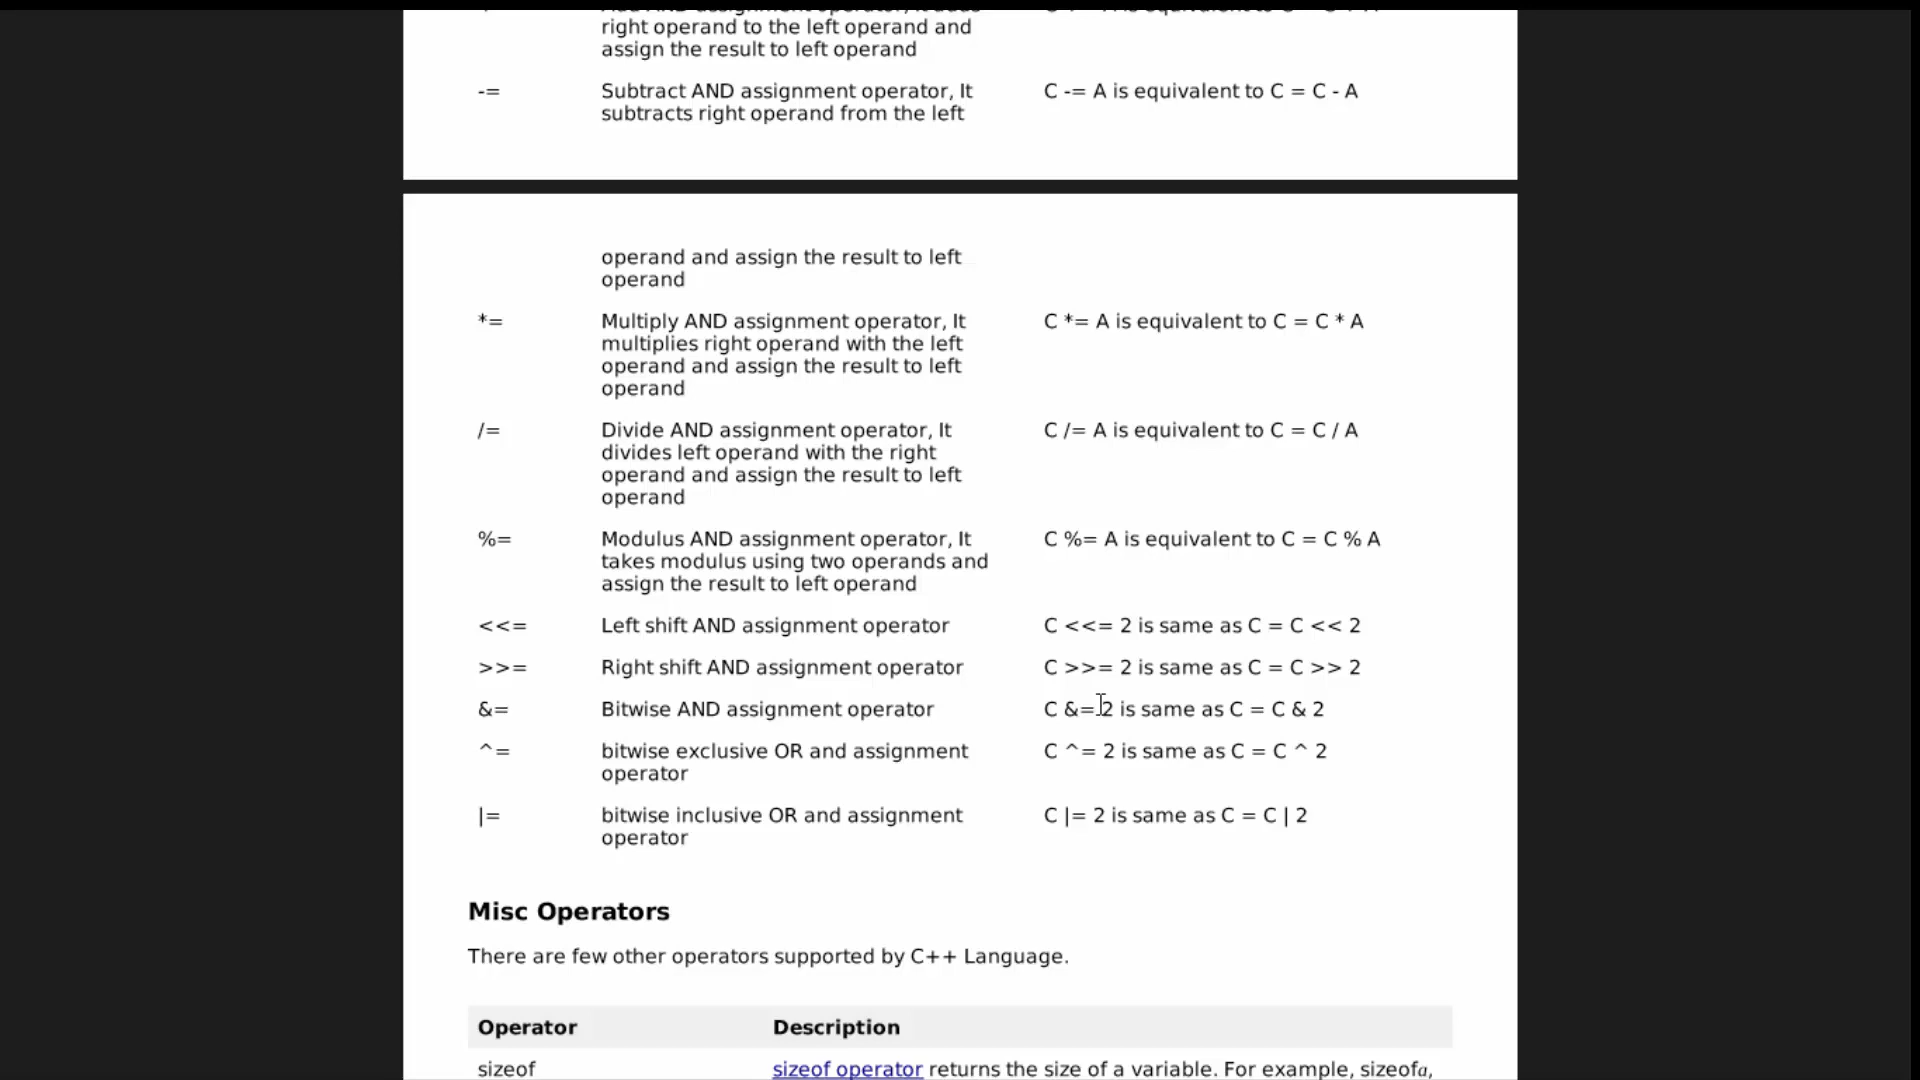 right operand to the left operand and
assign the result to left operand
-= Subtract AND assignment operator, It C -= A is equivalent to C = C - A
subtracts right operand from the left
operand and assign the result to left
operand
*= Multiply AND assignment operator, It C *= A is equivalent to C = C * A
multiplies right operand with the left
operand and assign the result to left
operand
/= Divide AND assignment operator, It C /= A is equivalent to C = C / A
divides left operand with the right
operand and assign the result to left
operand
%= Modulus AND assignment operator, It C %= A is equivalent to C = C % A
takes modulus using two operands and
assign the result to left operand
<<= Left shift AND assignment operator C <<= 2 is same as C = C << 2
>>= Right shift AND assignment operator C >>= 2 is same as C = C >> 2
&= Bitwise AND assignment operator C &= 2 is same as C = C & 2
^= bitwise exclusive OR and assignment C ^= 2 is same as C = C ^ 2
operator
|= bitwise inclusive OR and assignment C |= 2 is same as C = C | 2
operator
Misc Operators
There are few other operators supported by C++ Language.
Operator Description
sizeof sizeof operator returns the size of a variable. For example, sizeofa,